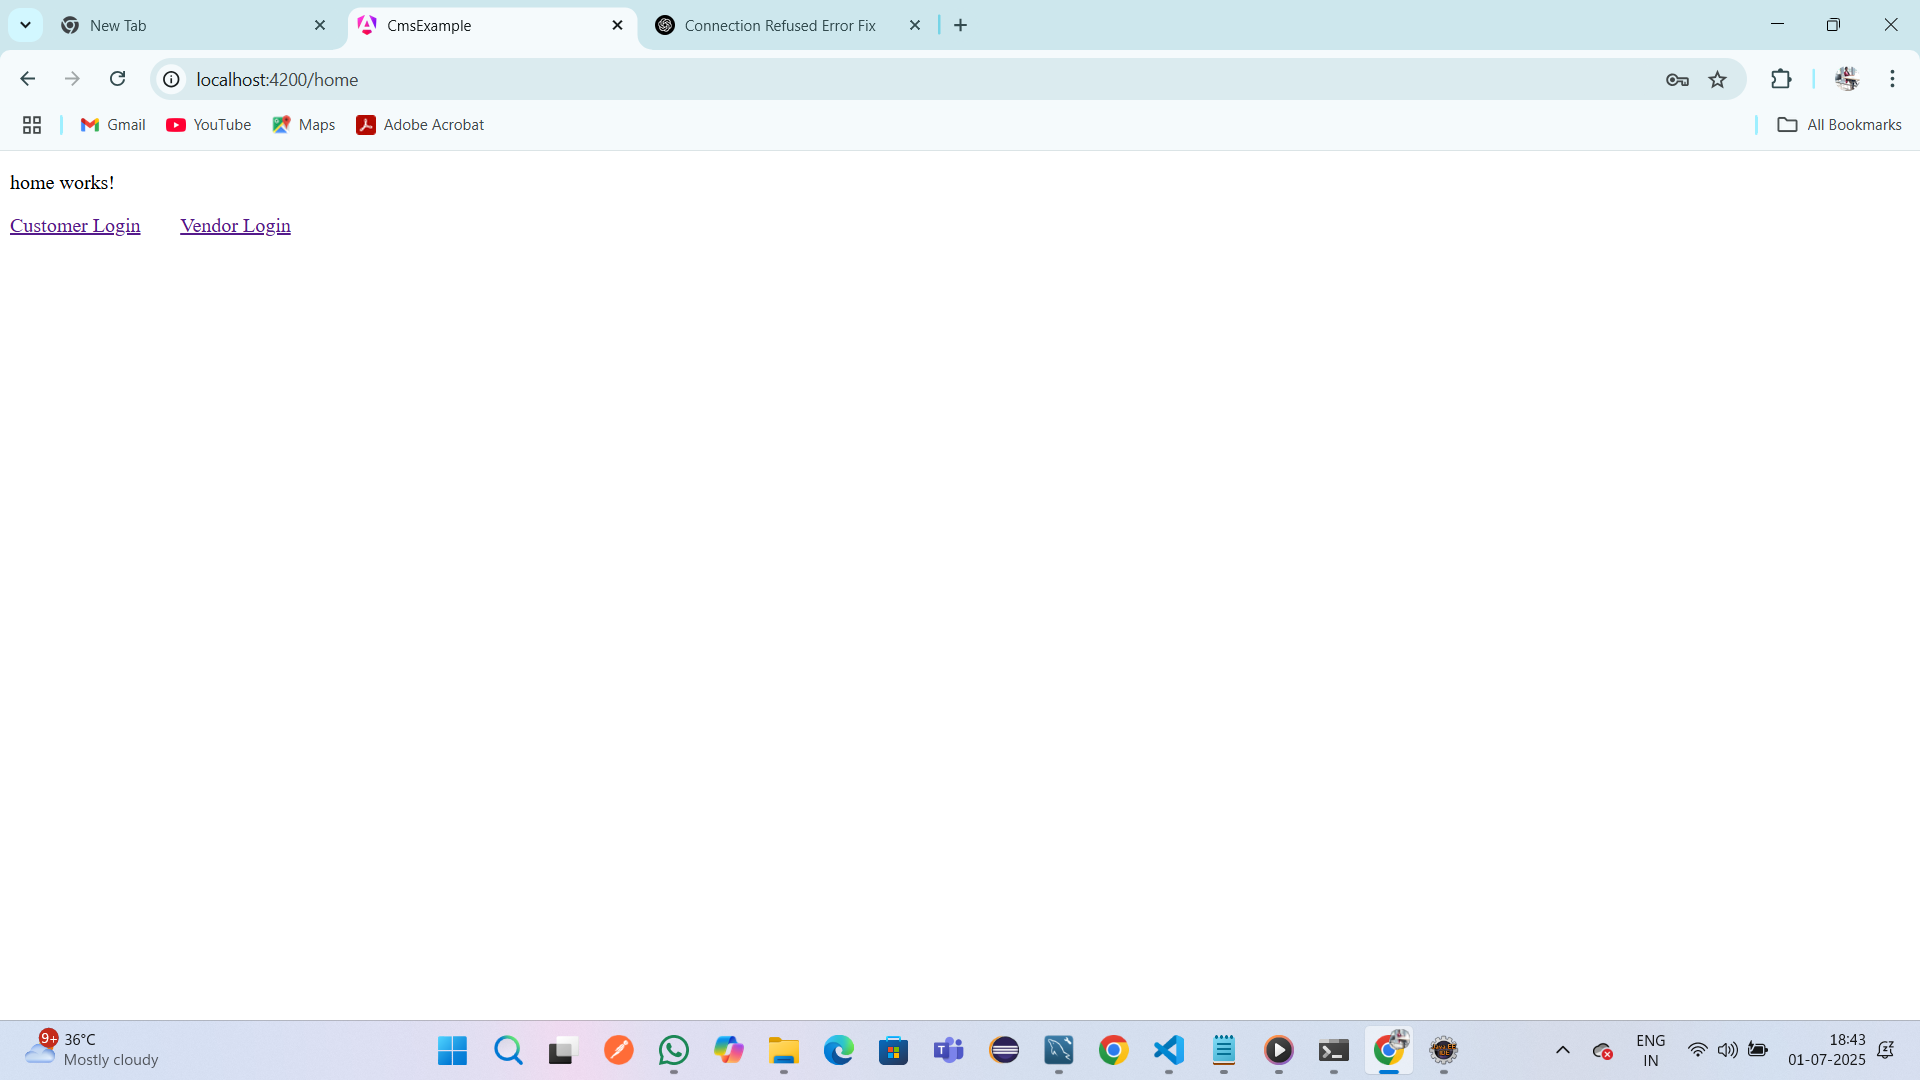 New Tab
CmsExample
Connection Refused Error Fix
localhost:4200/home
Gmail
YouTube
Maps
Adobe Acrobat
All Bookmarks
home works!
Customer Login
Vendor Login
9+
36°C
Mostly cloudy
ENG
IN
18:43
01-07-2025